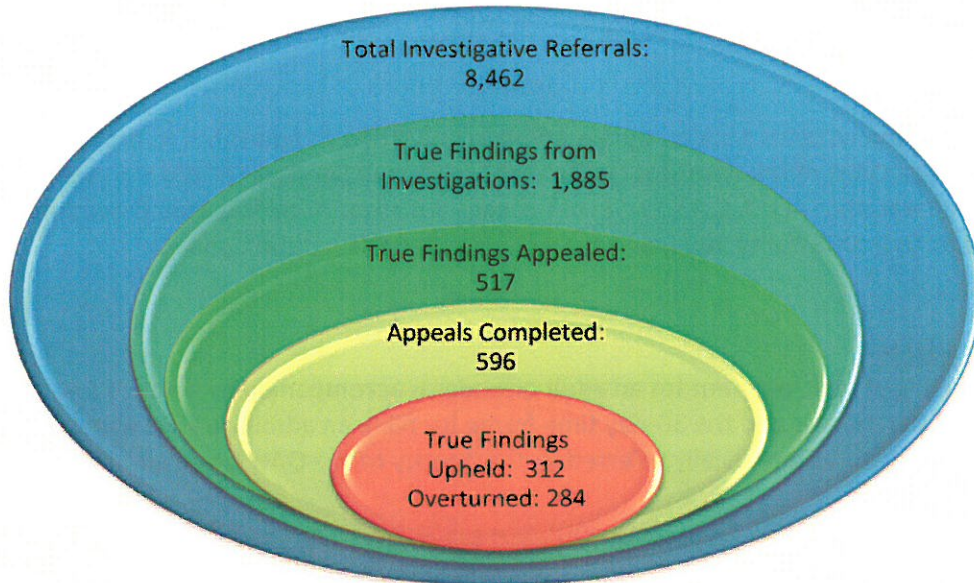 Total Investigative Referrals:
8,462
True Findings from
Investigations: 1,885
True Findings Appealed:
517
Appeals Completed:
596
True Findings
Upheld: 312
Overturned: 284